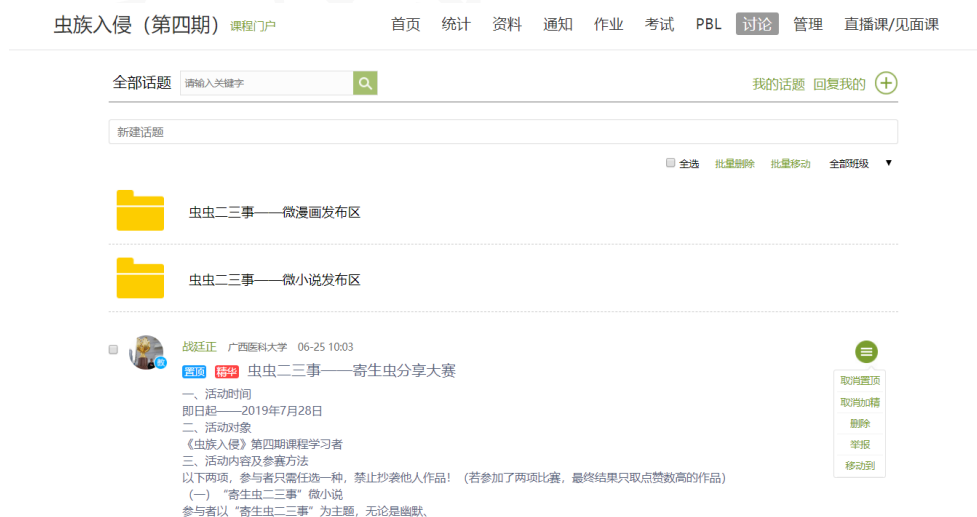 虫族入侵（第四期） 课程门户 首页 统计 资料 通知 作业 考试 PBL 讨论 管理 直播课/见面课
全部话题 请输入关键字 我的话题 回复我的
新建话题
全选 批量删除 批量移动 全部班级 ▼
虫虫二三事——微漫画发布区
虫虫二三事——微小说发布区
战廷正 广西医科大学 06-25 10:03
教
置顶 精华 虫虫二三事——寄生虫分享大赛
一、活动时间
即日起——2019年7月28日
二、活动对象
《虫族入侵》第四期课程学习者
三、活动内容及参赛方法
以下两项，参与者只需任选一种，禁止抄袭他人作品！（若参加了两项比赛，最终结果只取点赞数高的作品）
（一）“寄生虫二三事”微小说
参与者以“寄生虫二三事”为主题，无论是幽默、
取消置顶
取消加精
删除
举报
移动到